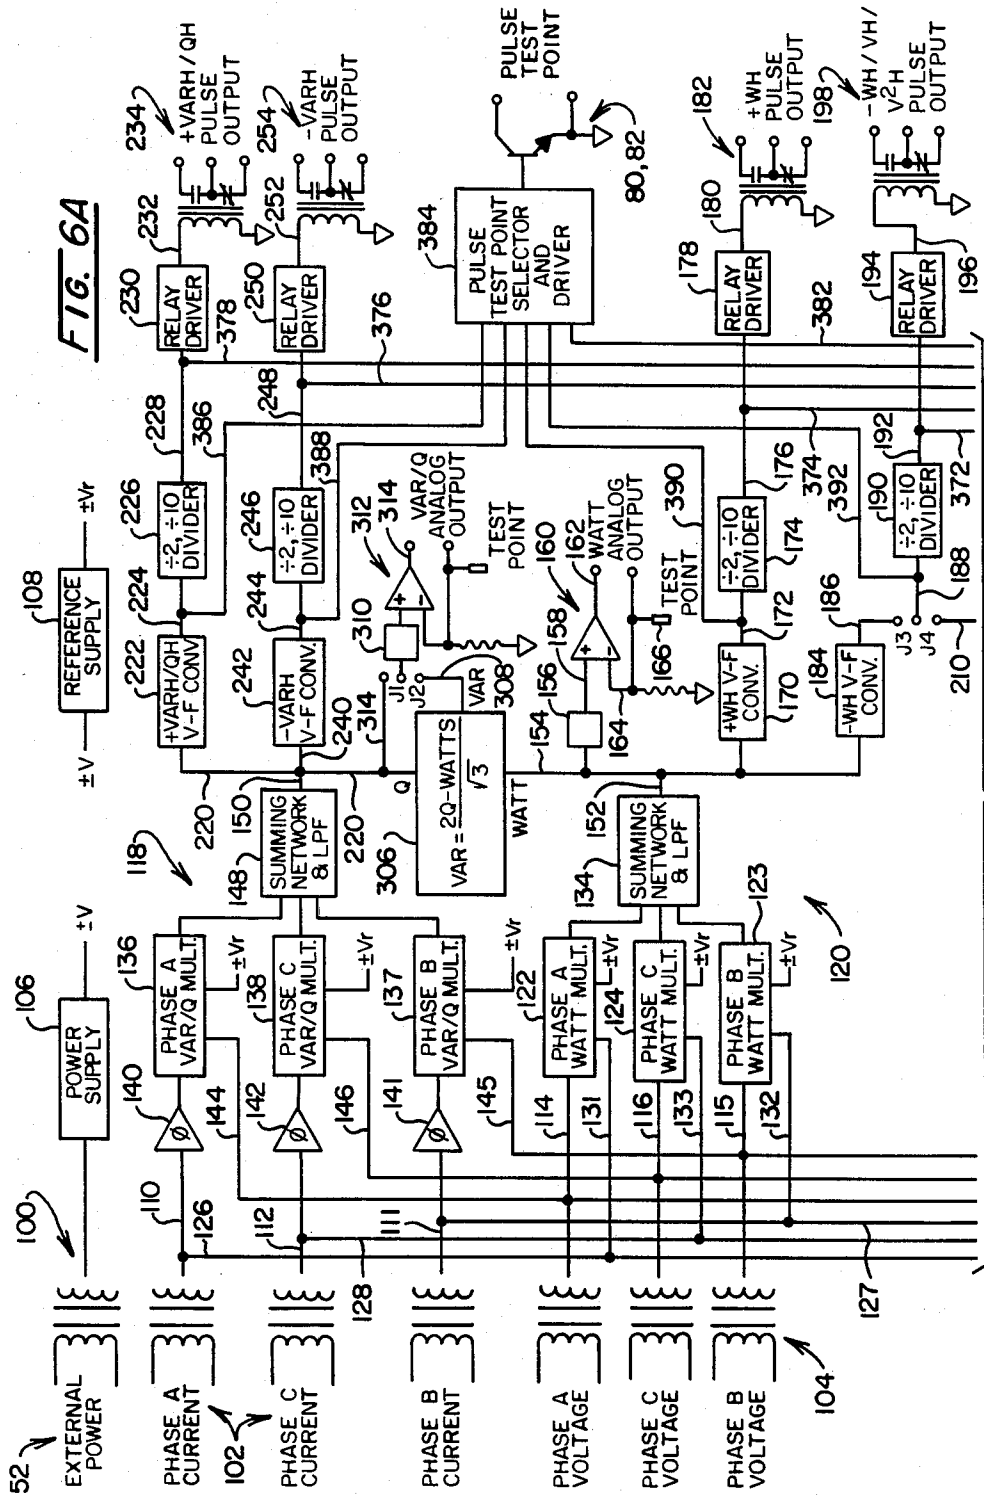 FIG. 6A
52
EXTERNAL
POWER
100
106
POWER
SUPPLY
±V
±V
108
REFERENCE
SUPPLY
±Vr
PHASE A
CURRENT
102
110
126
140
Ø
144
136
PHASE A
VAR/Q MULT.
±Vr
118
220
222
+VARH/QH
V-F CONV.
224
226
÷2, ÷10
DIVIDER
228
386
230
RELAY
DRIVER
378
232
234
+VARH/QH
PULSE
OUTPUT
PHASE C
CURRENT
112
128
142
Ø
146
138
PHASE C
VAR/Q MULT.
±Vr
148
SUMMING
NETWORK
& LPF
150
220
240
242
-VARH
V-F CONV.
244
246
÷2, ÷10
DIVIDER
388
248
250
RELAY
DRIVER
376
252
254
-VARH
PULSE
OUTPUT
PHASE B
CURRENT
111
141
Ø
145
137
PHASE B
VAR/Q MULT.
±Vr
306
Q
VAR = 2Q-WATTS
√3
VAR
WATT
314
J1
J2
308
310
+
-
312
314
VAR/Q
ANALOG
OUTPUT
TEST
POINT
384
PULSE
TEST POINT
SELECTOR
AND
DRIVER
PULSE
TEST
POINT
80, 82
PHASE A
VOLTAGE
114
131
122
PHASE A
WATT MULT.
±Vr
134
SUMMING
NETWORK
& LPF
152
154
156
158
+
-
160
162
WATT
ANALOG
OUTPUT
164
166
TEST
POINT
390
PHASE C
VOLTAGE
116
133
124
PHASE C
WATT MULT.
±Vr
PHASE B
VOLTAGE
104
115
132
127
123
PHASE B
WATT MULT.
±Vr
120
170
+WH V-F
CONV.
172
174
÷2, ÷10
DIVIDER
176
374
178
RELAY
DRIVER
180
182
+WH
PULSE
OUTPUT
184
-WH V-F
CONV.
186
J3
J4
210
188
190
÷2, ÷10
DIVIDER
192
392
372
382
194
RELAY
DRIVER
196
198
-WH/VH/
V²H
PULSE
OUTPUT